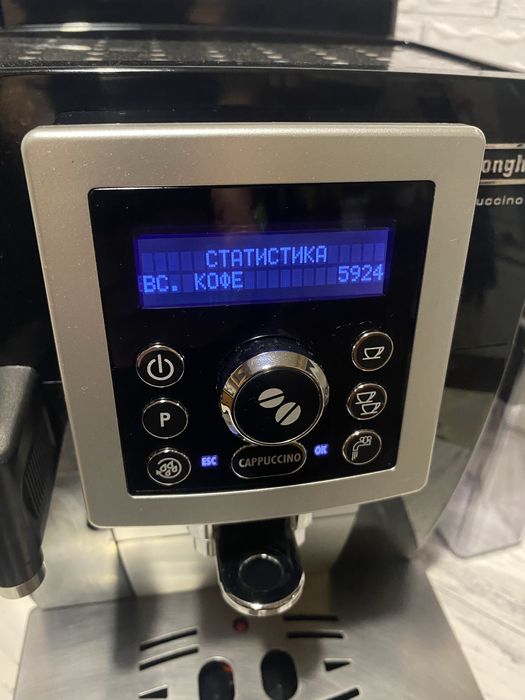 onghi
uccino
СТАТИСТИКА
ВС. КОФЕ 5924
P
ESC
CAPPUCCINO
OK